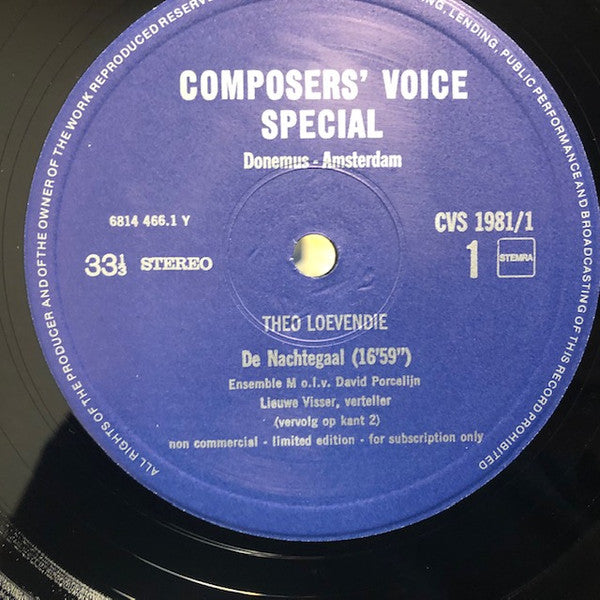 COMPOSERS' VOICE
SPECIAL
Donemus - Amsterdam
6814 466.1 Y
CVS 1981/1
33⅓ STEREO
1 STEMRA
THEO LOEVENDIE
De Nachtegaal (16'59")
Ensemble M o.l.v. David Porcelijn
Lieuwe Visser, verteller
(vervolg op kant 2)
non commercial - limited edition - for subscription only
ALL RIGHTS OF THE PRODUCER AND OF THE OWNER OF THE WORK REPRODUCED RESERVED
LENDING, PUBLIC PERFORMANCE AND BROADCASTING OF THIS RECORD PROHIBITED